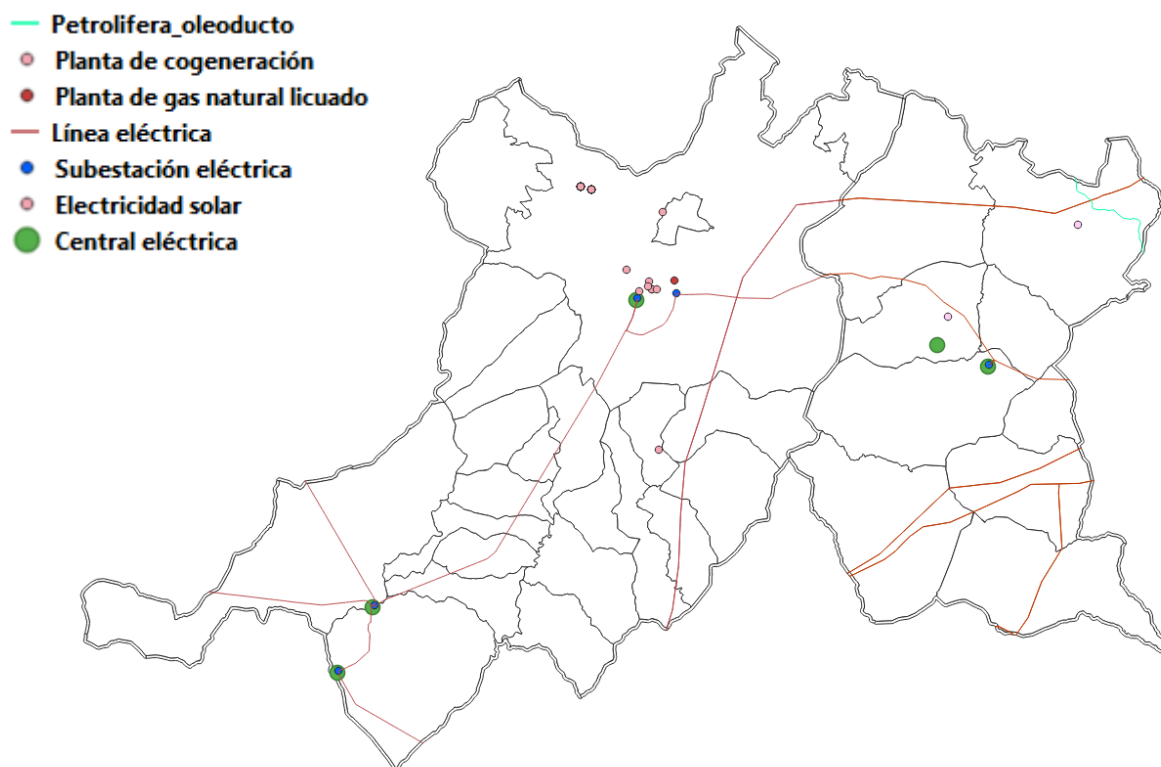 Petrolifera_oleoducto
Planta de cogeneración
Planta de gas natural licuado
Línea eléctrica
Subestación eléctrica
Electricidad solar
Central eléctrica